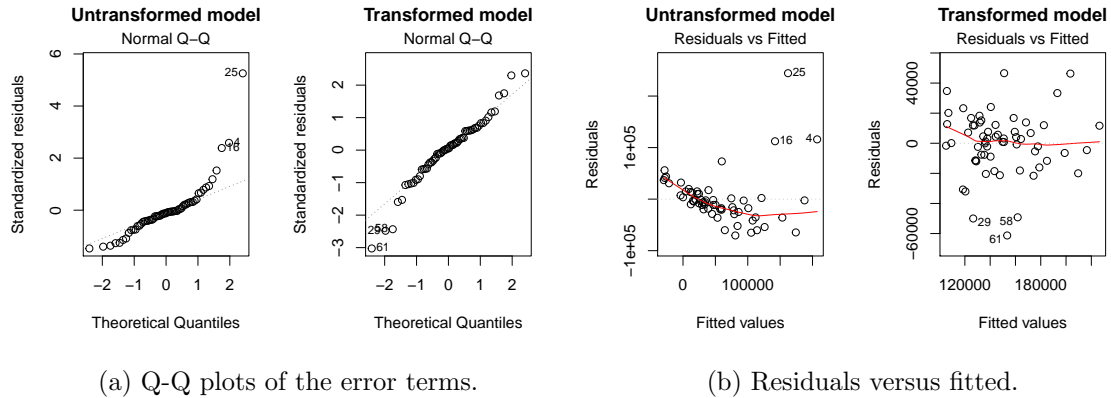 Untransformed model
Normal Q−Q
Standardized residuals
6
4
2
0
25
4
16
−2 −1 0 1 2
Theoretical Quantiles
Transformed model
Normal Q−Q
Standardized residuals
2
1
0
−1
−2
−3
29
58
61
−2 −1 0 1 2
Theoretical Quantiles
(a) Q-Q plots of the error terms.
Untransformed model
Residuals vs Fitted
Residuals
1e+05
−1e+05
25
16
4
0 100000
Fitted values
Transformed model
Residuals vs Fitted
Residuals
40000
0
−60000
29
58
61
120000 180000
Fitted values
(b) Residuals versus fitted.